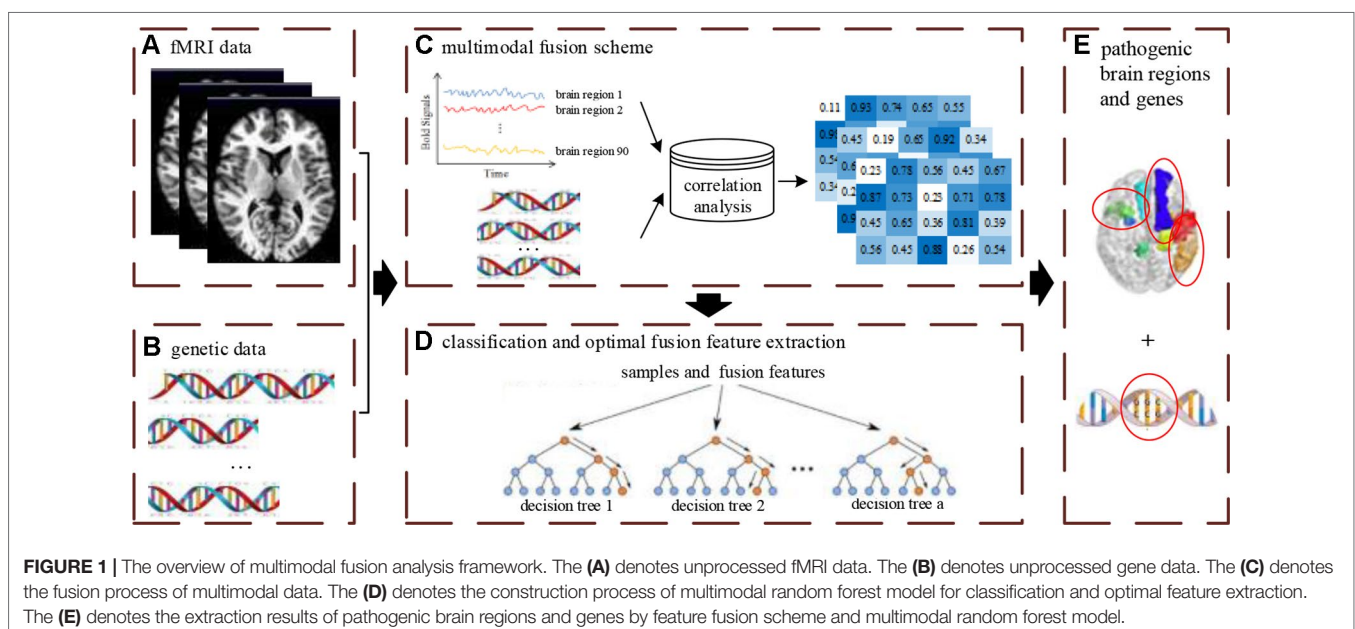 A fMRI data
B genetic data
...
C multimodal fusion scheme
Bold Signals
brain region 1
brain region 2
...
brain region 90
Time
...
correlation
analysis
0.11 0.93 0.74 0.65 0.55
0.45 0.19 0.65 0.92 0.34
0.23 0.78 0.56 0.45 0.67
0.87 0.73 0.25 0.71 0.78
0.45 0.65 0.36 0.81 0.39
0.56 0.45 0.88 0.26 0.54
D classification and optimal fusion feature extraction
samples and fusion features
...
decision tree 1
decision tree 2
decision tree a
E pathogenic
brain regions
and genes
+
FIGURE 1 | The overview of multimodal fusion analysis framework. The (A) denotes unprocessed fMRI data. The (B) denotes unprocessed gene data. The (C) denotes
the fusion process of multimodal data. The (D) denotes the construction process of multimodal random forest model for classification and optimal feature extraction.
The (E) denotes the extraction results of pathogenic brain regions and genes by feature fusion scheme and multimodal random forest model.